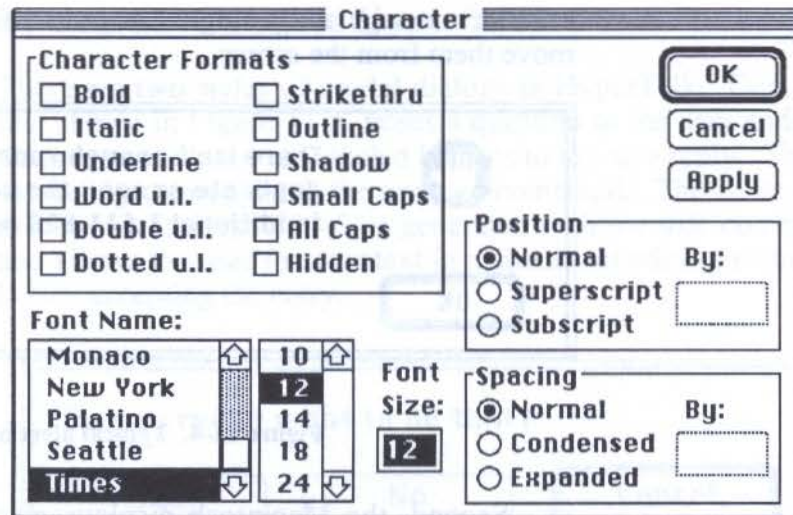 Character
Character Formats
Bold
Italic
Underline
Word u.l.
Double u.l.
Dotted u.l.
Strikethru
Outline
Shadow
Small Caps
All Caps
Hidden
OK
Cancel
Apply
Position
Normal
Superscript
Subscript
By:
Font Name:
Monaco
New York
Palatino
Seattle
Times
10
12
14
18
24
Font
Size:
12
Spacing
Normal
Condensed
Expanded
By: